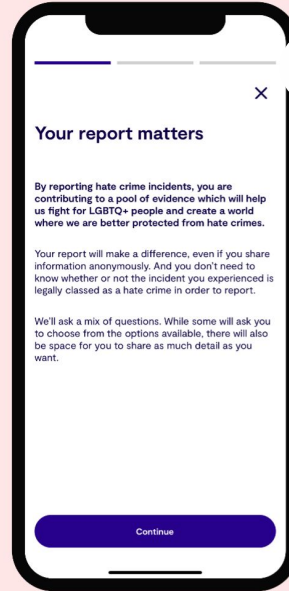 Your report matters
By reporting hate crime incidents, you are
contributing to a pool of evidence which will help
us fight for LGBTQ+ people and create a world
where we are better protected from hate crimes.
Your report will make a difference, even if you share
information anonymously. And you don't need to
know whether or not the incident you experienced is
legally classed as a hate crime in order to report.
We'll ask a mix of questions. While some will ask you
to choose from the options available, there will also
be space for you to share as much detail as you
want.
Continue